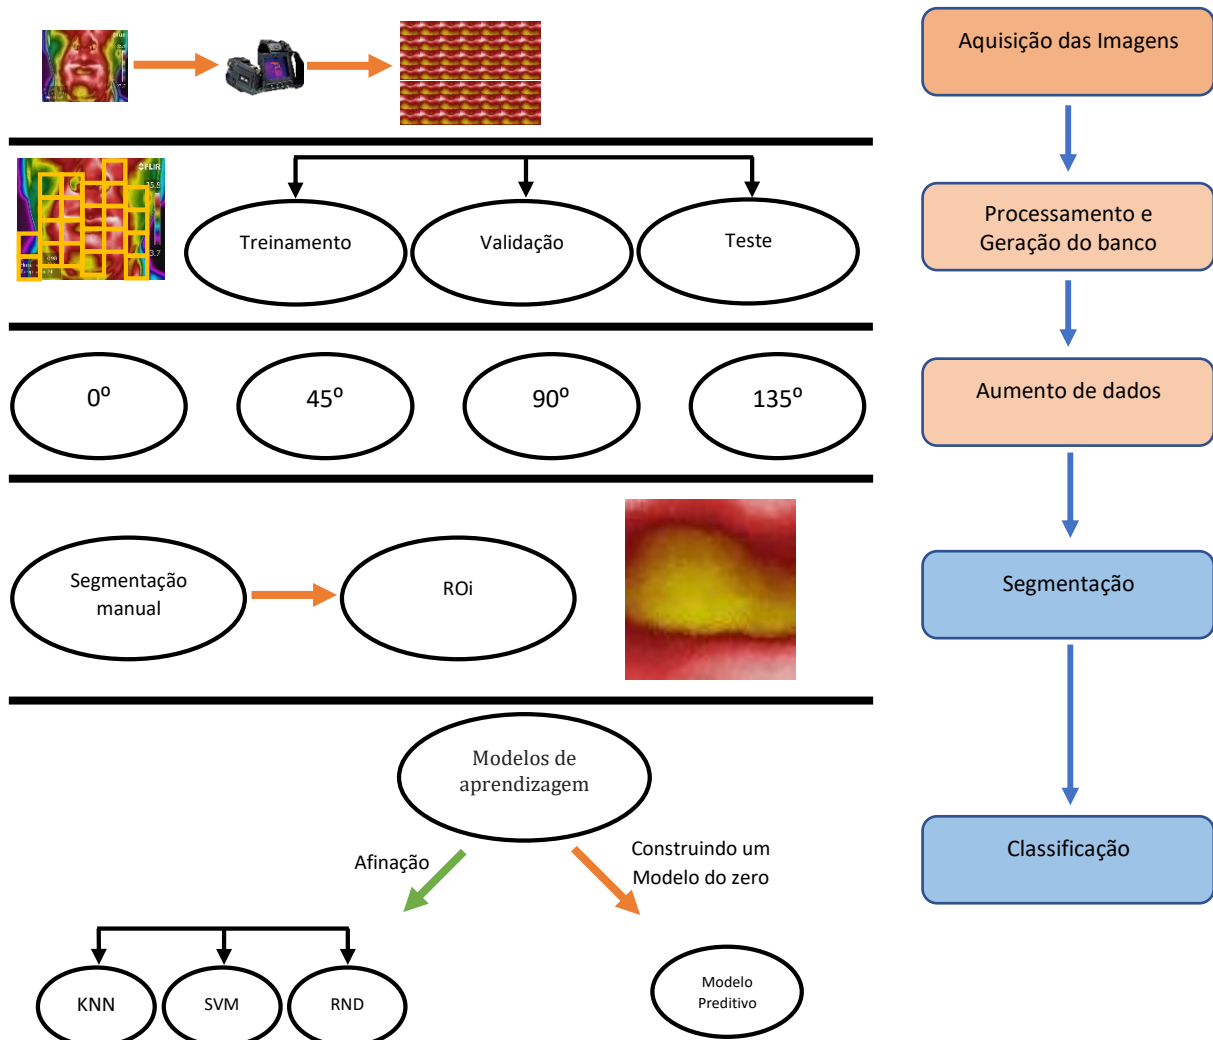 Aquisição das Imagens
FLIR
Treinamento
Validação
Teste
Processamento e
Geração do banco
0º
45º
90º
135º
Aumento de dados
Segmentação
manual
ROi
Segmentação
Modelos de
aprendizagem
Afinação
Construindo um
Modelo do zero
Classificação
KNN
SVM
RND
Modelo
Preditivo